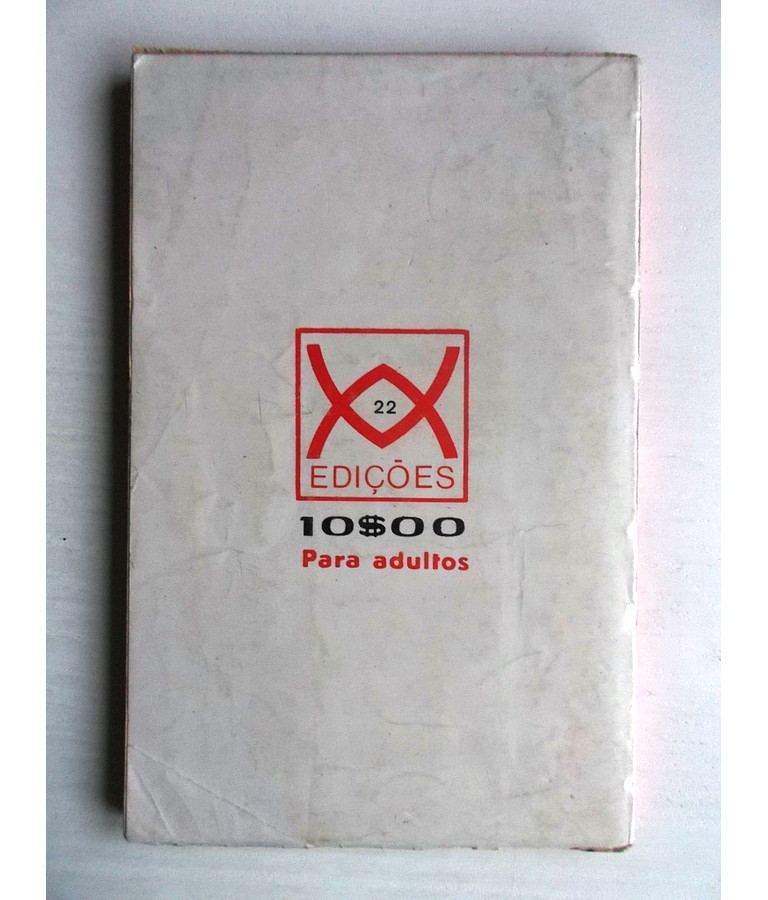 22
EDIÇÕES
10$00
Para adultos